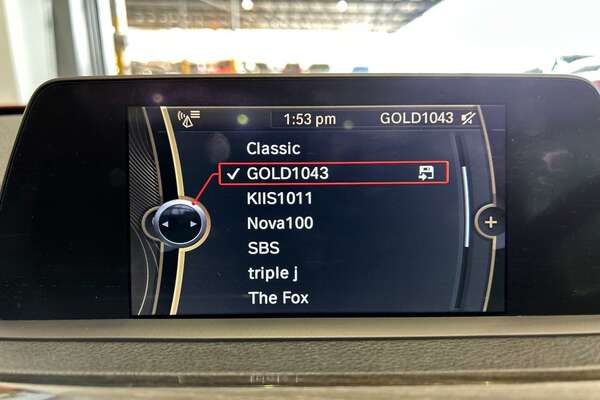 1:53 pm GOLD1043
Classic
GOLD1043
KIIS1011
Nova100
SBS
triple j
The Fox